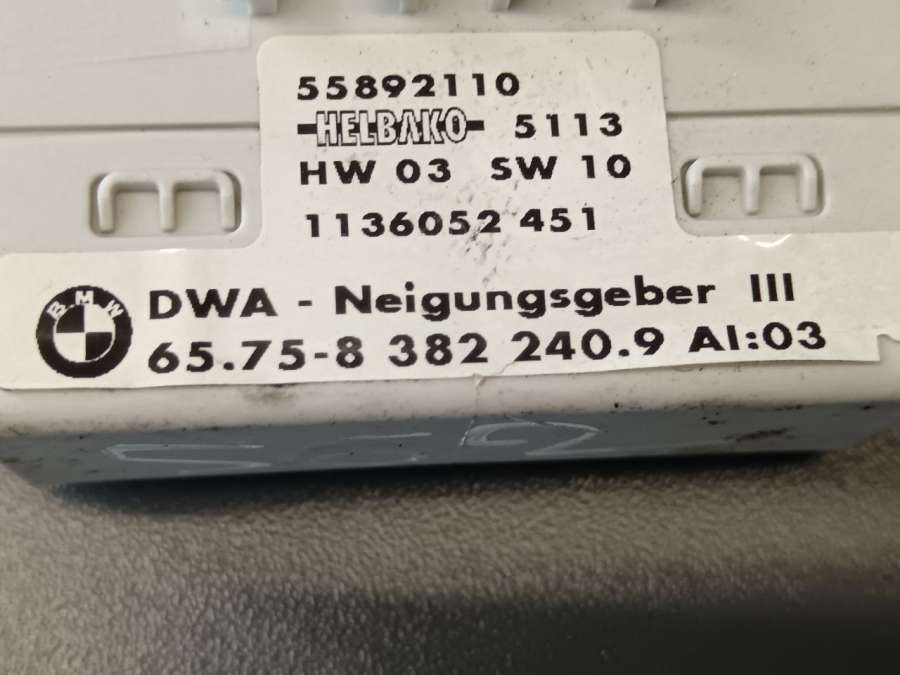 55892110
HELBAKO 5113
HW 03 SW 10
1136052 451
BMW DWA - Neigungsgeber III
65.75-8 382 240.9 AI:03